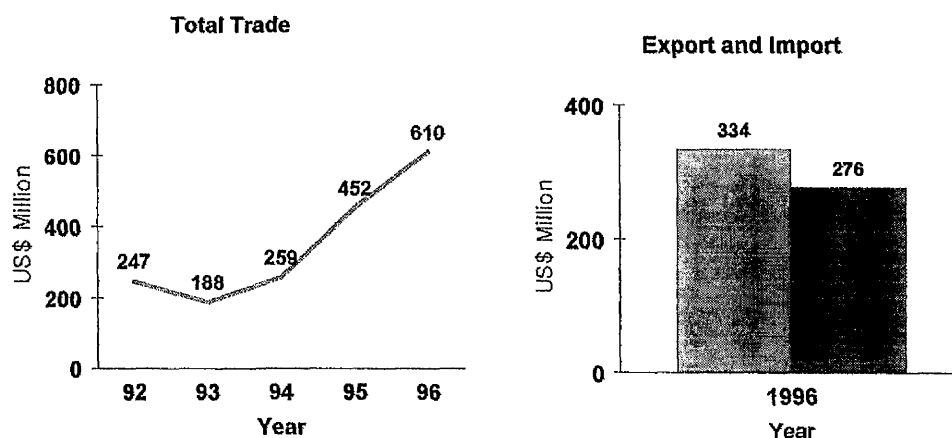 Total Trade
US$ Million
800
600
400
200
0
247
188
259
452
610
92 93 94 95 96
Year
Export and Import
US$ Million
400
200
0
334
276
1996
Year